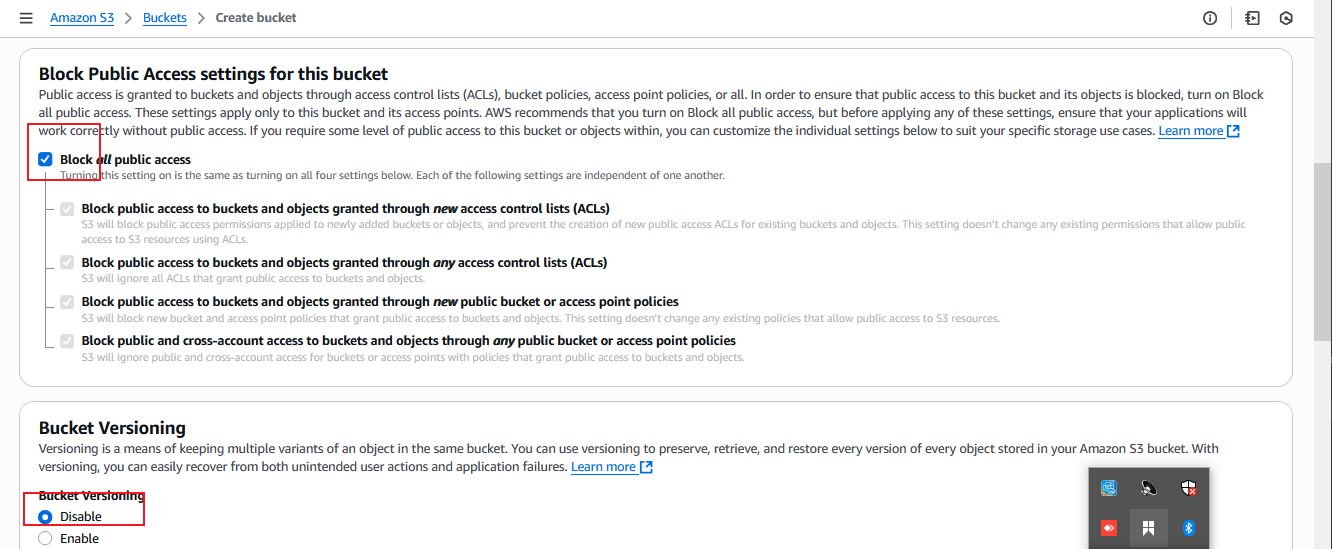 Amazon S3 > Buckets > Create bucket
Block Public Access settings for this bucket
Public access is granted to buckets and objects through access control lists (ACLs), bucket policies, access point policies, or all. In order to ensure that public access to this bucket and its objects is blocked, turn on Block
all public access. These settings apply only to this bucket and its access points. AWS recommends that you turn on Block all public access, but before applying any of these settings, ensure that your applications will
work correctly without public access. If you require some level of public access to this bucket or objects within, you can customize the individual settings below to suit your specific storage use cases. Learn more
Block all public access
Turning this setting on is the same as turning on all four settings below. Each of the following settings are independent of one another.
Block public access to buckets and objects granted through new access control lists (ACLs)
S3 will block public access permissions applied to newly added buckets or objects, and prevent the creation of new public access ACLs for existing buckets and objects. This setting doesn't change any existing permissions that allow public
access to S3 resources using ACLs.
Block public access to buckets and objects granted through any access control lists (ACLs)
S3 will ignore all ACLs that grant public access to buckets and objects.
Block public access to buckets and objects granted through new public bucket or access point policies
S3 will block new bucket and access point policies that grant public access to buckets and objects. This setting doesn't change any existing policies that allow public access to S3 resources.
Block public and cross-account access to buckets and objects through any public bucket or access point policies
S3 will ignore public and cross-account access for buckets or access points with policies that grant public access to buckets and objects.
Bucket Versioning
Versioning is a means of keeping multiple variants of an object in the same bucket. You can use versioning to preserve, retrieve, and restore every version of every object stored in your Amazon S3 bucket. With
versioning, you can easily recover from both unintended user actions and application failures. Learn more
Bucket Versioning
Disable
Enable